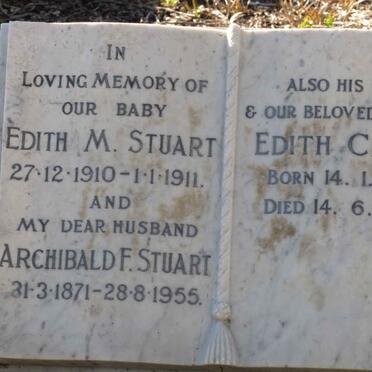 IN
LOVING MEMORY OF
OUR BABY
EDITH M. STUART
27·12·1910–1·1·1911.
AND
MY DEAR HUSBAND
ARCHIBALD F. STUART
31·3·1871–28·8·1955.
ALSO HIS
& OUR BELOVED
EDITH C
BORN 14. 1.
DIED 14. 6.